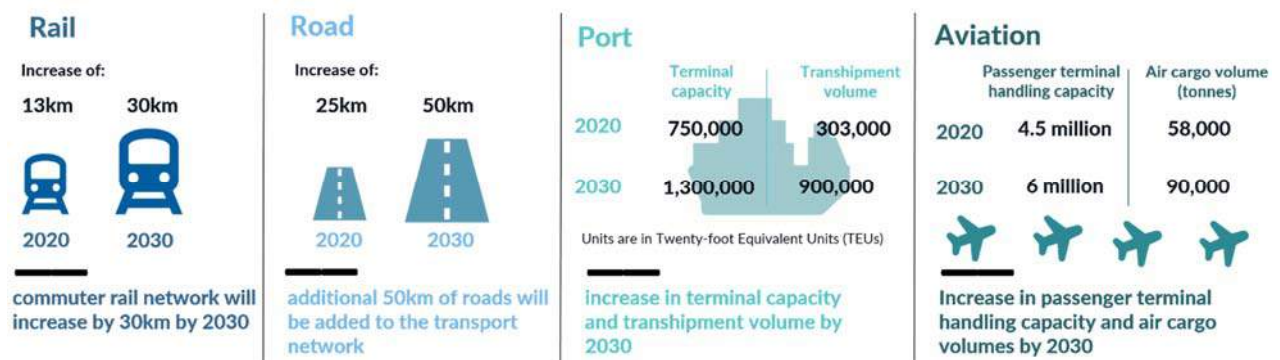 Rail
Increase of:
13km 30km
2020 2030
commuter rail network will
increase by 30km by 2030
Road
Increase of:
25km 50km
2020 2030
additional 50km of roads will
be added to the transport
network
Port
Terminal Transhipment
capacity volume
2020 750,000 303,000
2030 1,300,000 900,000
Units are in Twenty-foot Equivalent Units (TEUs)
increase in terminal capacity
and transhipment volume by
2030
Aviation
Passenger terminal Air cargo volume
handling capacity (tonnes)
2020 4.5 million 58,000
2030 6 million 90,000
Increase in passenger terminal
handling capacity and air cargo
volumes by 2030